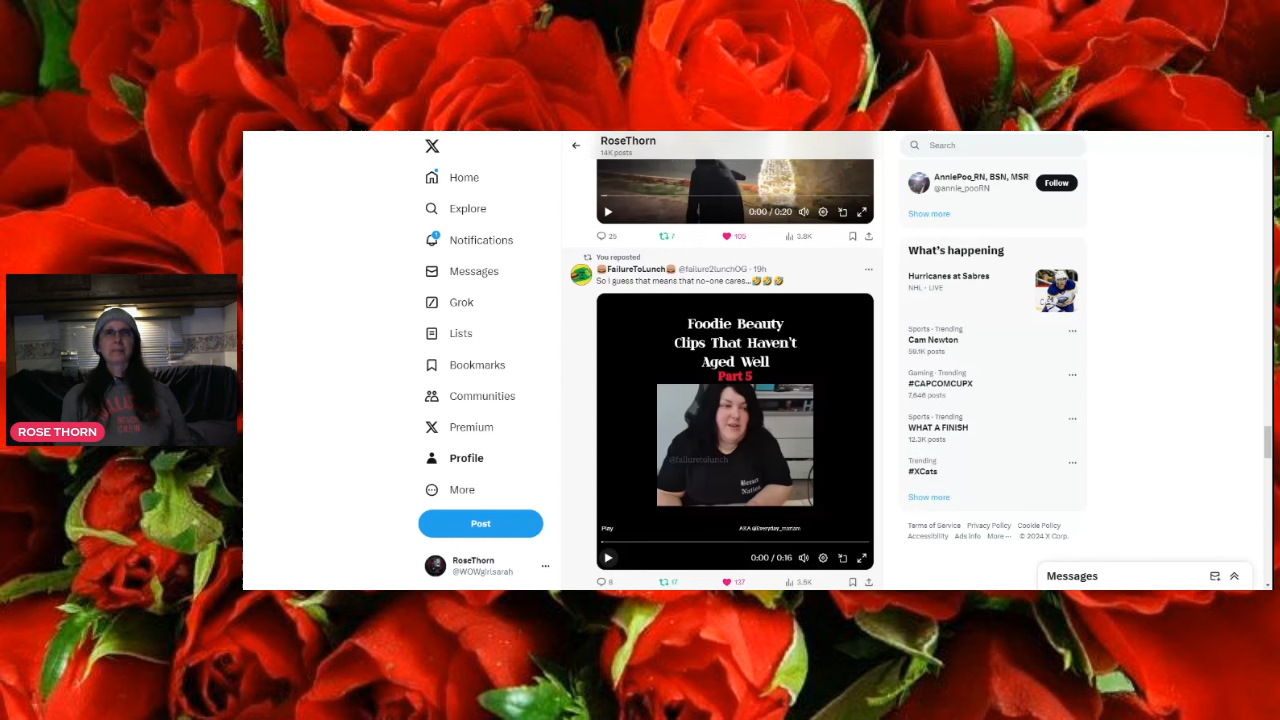 ROSE THORN
Home
Explore
Notifications
Messages
Grok
Lists
Bookmarks
Communities
Premium
Profile
More
Post
RoseThorn
@WOWgirlsarah
RoseThorn
14K posts
0:00 / 0:20
25
7
105
3.8K
You reposted
🍔FailureToLunch🍔 @failure2lunchOG · 19h
So I guess that means that no-one cares...🤣🤣🤣
Foodie Beauty
Clips That Haven't
Aged Well
Part 5
@failuretolunch
Play
AKA @Everyday_mariam
0:00 / 0:16
8
17
137
3.5K
Search
AnniePoo_RN, BSN, MSR
@annie_pooRN
Follow
Show more
What's happening
Hurricanes at Sabres
NHL · LIVE
Sports · Trending
Cam Newton
59.1K posts
Gaming · Trending
#CAPCOMCUPX
7,646 posts
Sports · Trending
WHAT A FINISH
12.3K posts
Trending
#XCats
Show more
Terms of Service Privacy Policy Cookie Policy
Accessibility Ads info More ··· © 2024 X Corp.
Messages